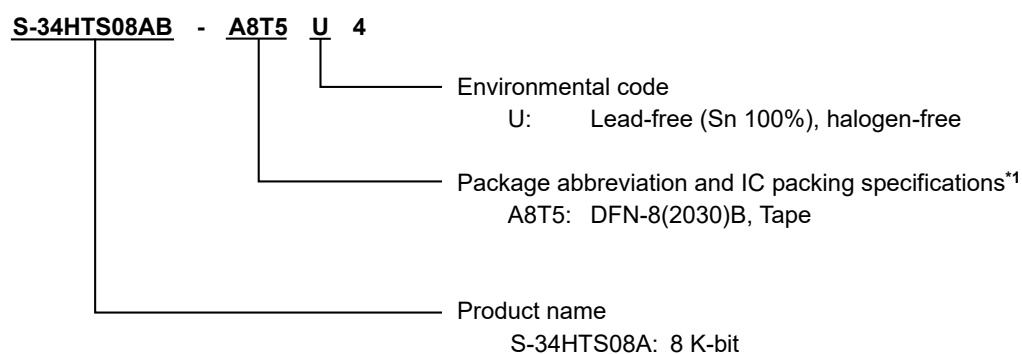 S-34HTS08AB - A8T5 U 4
Environmental code
U: Lead-free (Sn 100%), halogen-free
Package abbreviation and IC packing specifications*1
A8T5: DFN-8(2030)B, Tape
Product name
S-34HTS08A: 8 K-bit